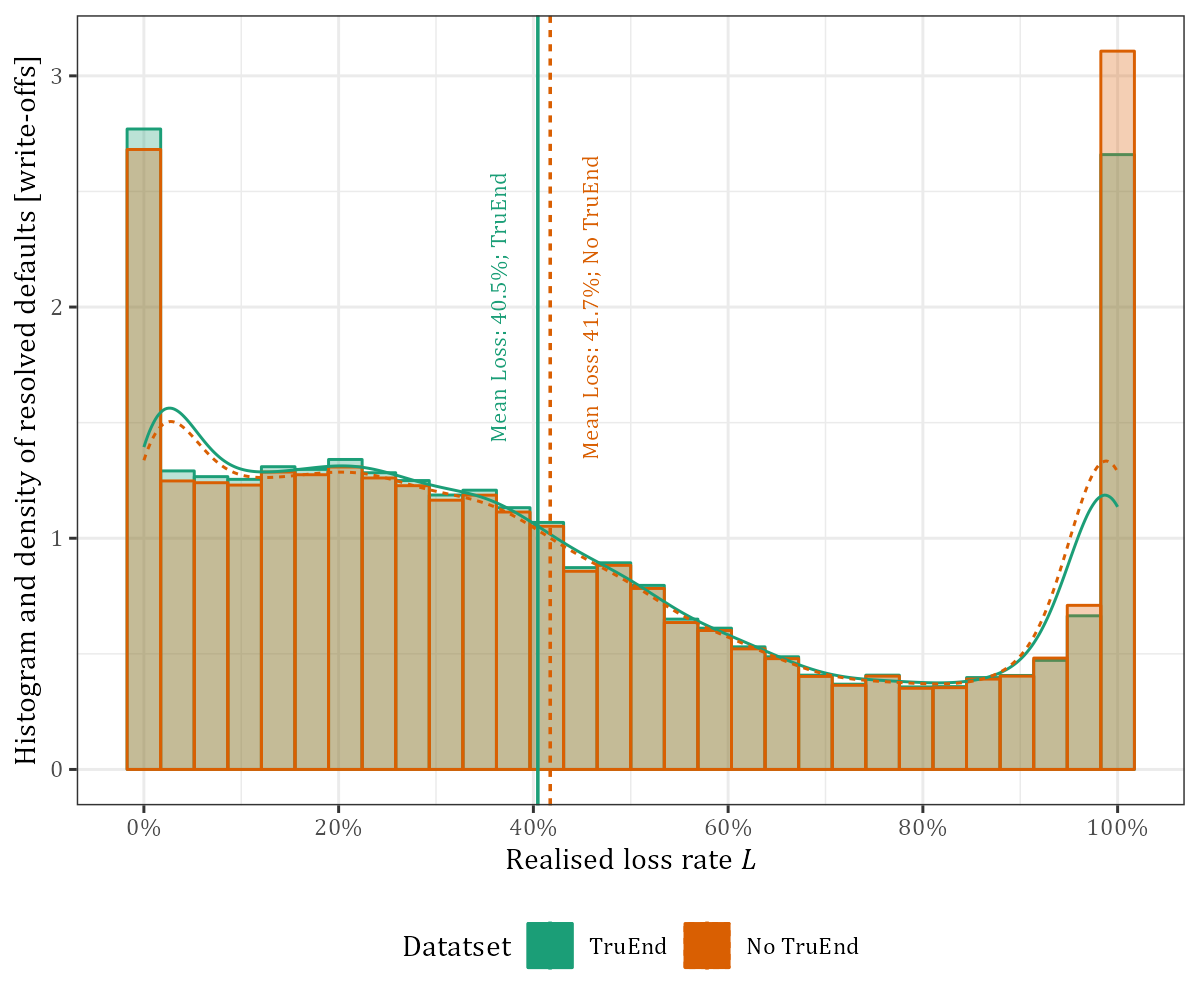 Histogram and density of resolved defaults [write-offs]
3
2
1
0
Mean Loss: 40.5%; TruEnd
Mean Loss: 41.7%; No TruEnd
0%
20%
40%
60%
80%
100%
Realised loss rate L
Datatset
TruEnd
No TruEnd